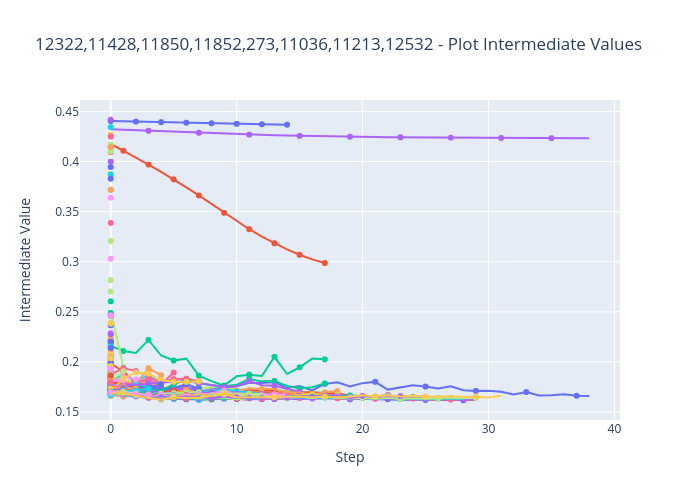 12322,11428,11850,11852,273,11036,11213,12532 - Plot Intermediate Values
0.45
0.4
0.35
0.3
0.25
0.2
0.15
Intermediate Value
0 10 20 30 40
Step